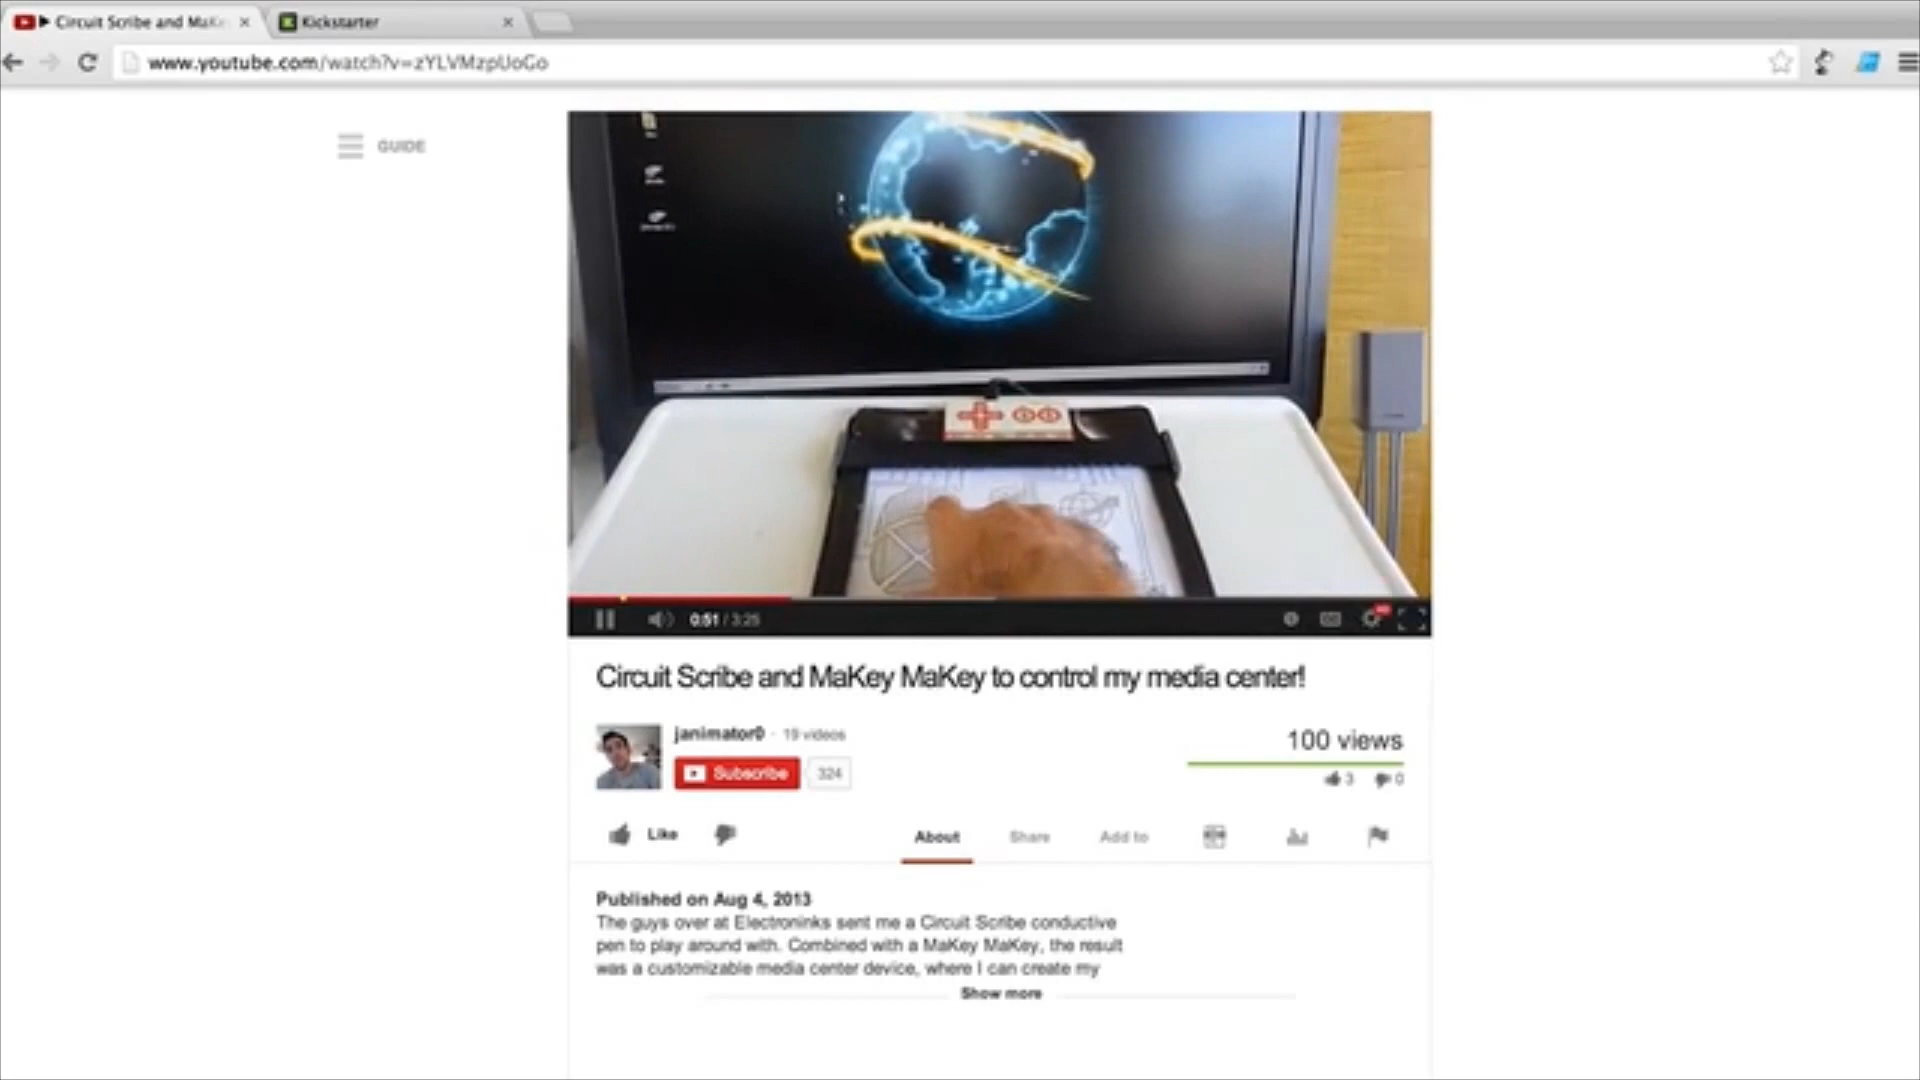 Circuit Scribe and MaKe
Kickstarter
www.youtube.com/watch?v=zYLVMzpUoGo
GUIDE
0:51 / 3:25
Circuit Scribe and MaKey MaKey to control my media center!
janimator0 · 19 videos
Subscribe 324
100 views
3 0
Like
About Share Add to
Published on Aug 4, 2013
The guys over at Electroninks sent me a Circuit Scribe conductive
pen to play around with. Combined with a MaKey MaKey, the result
was a customizable media center device, where I can create my
Show more